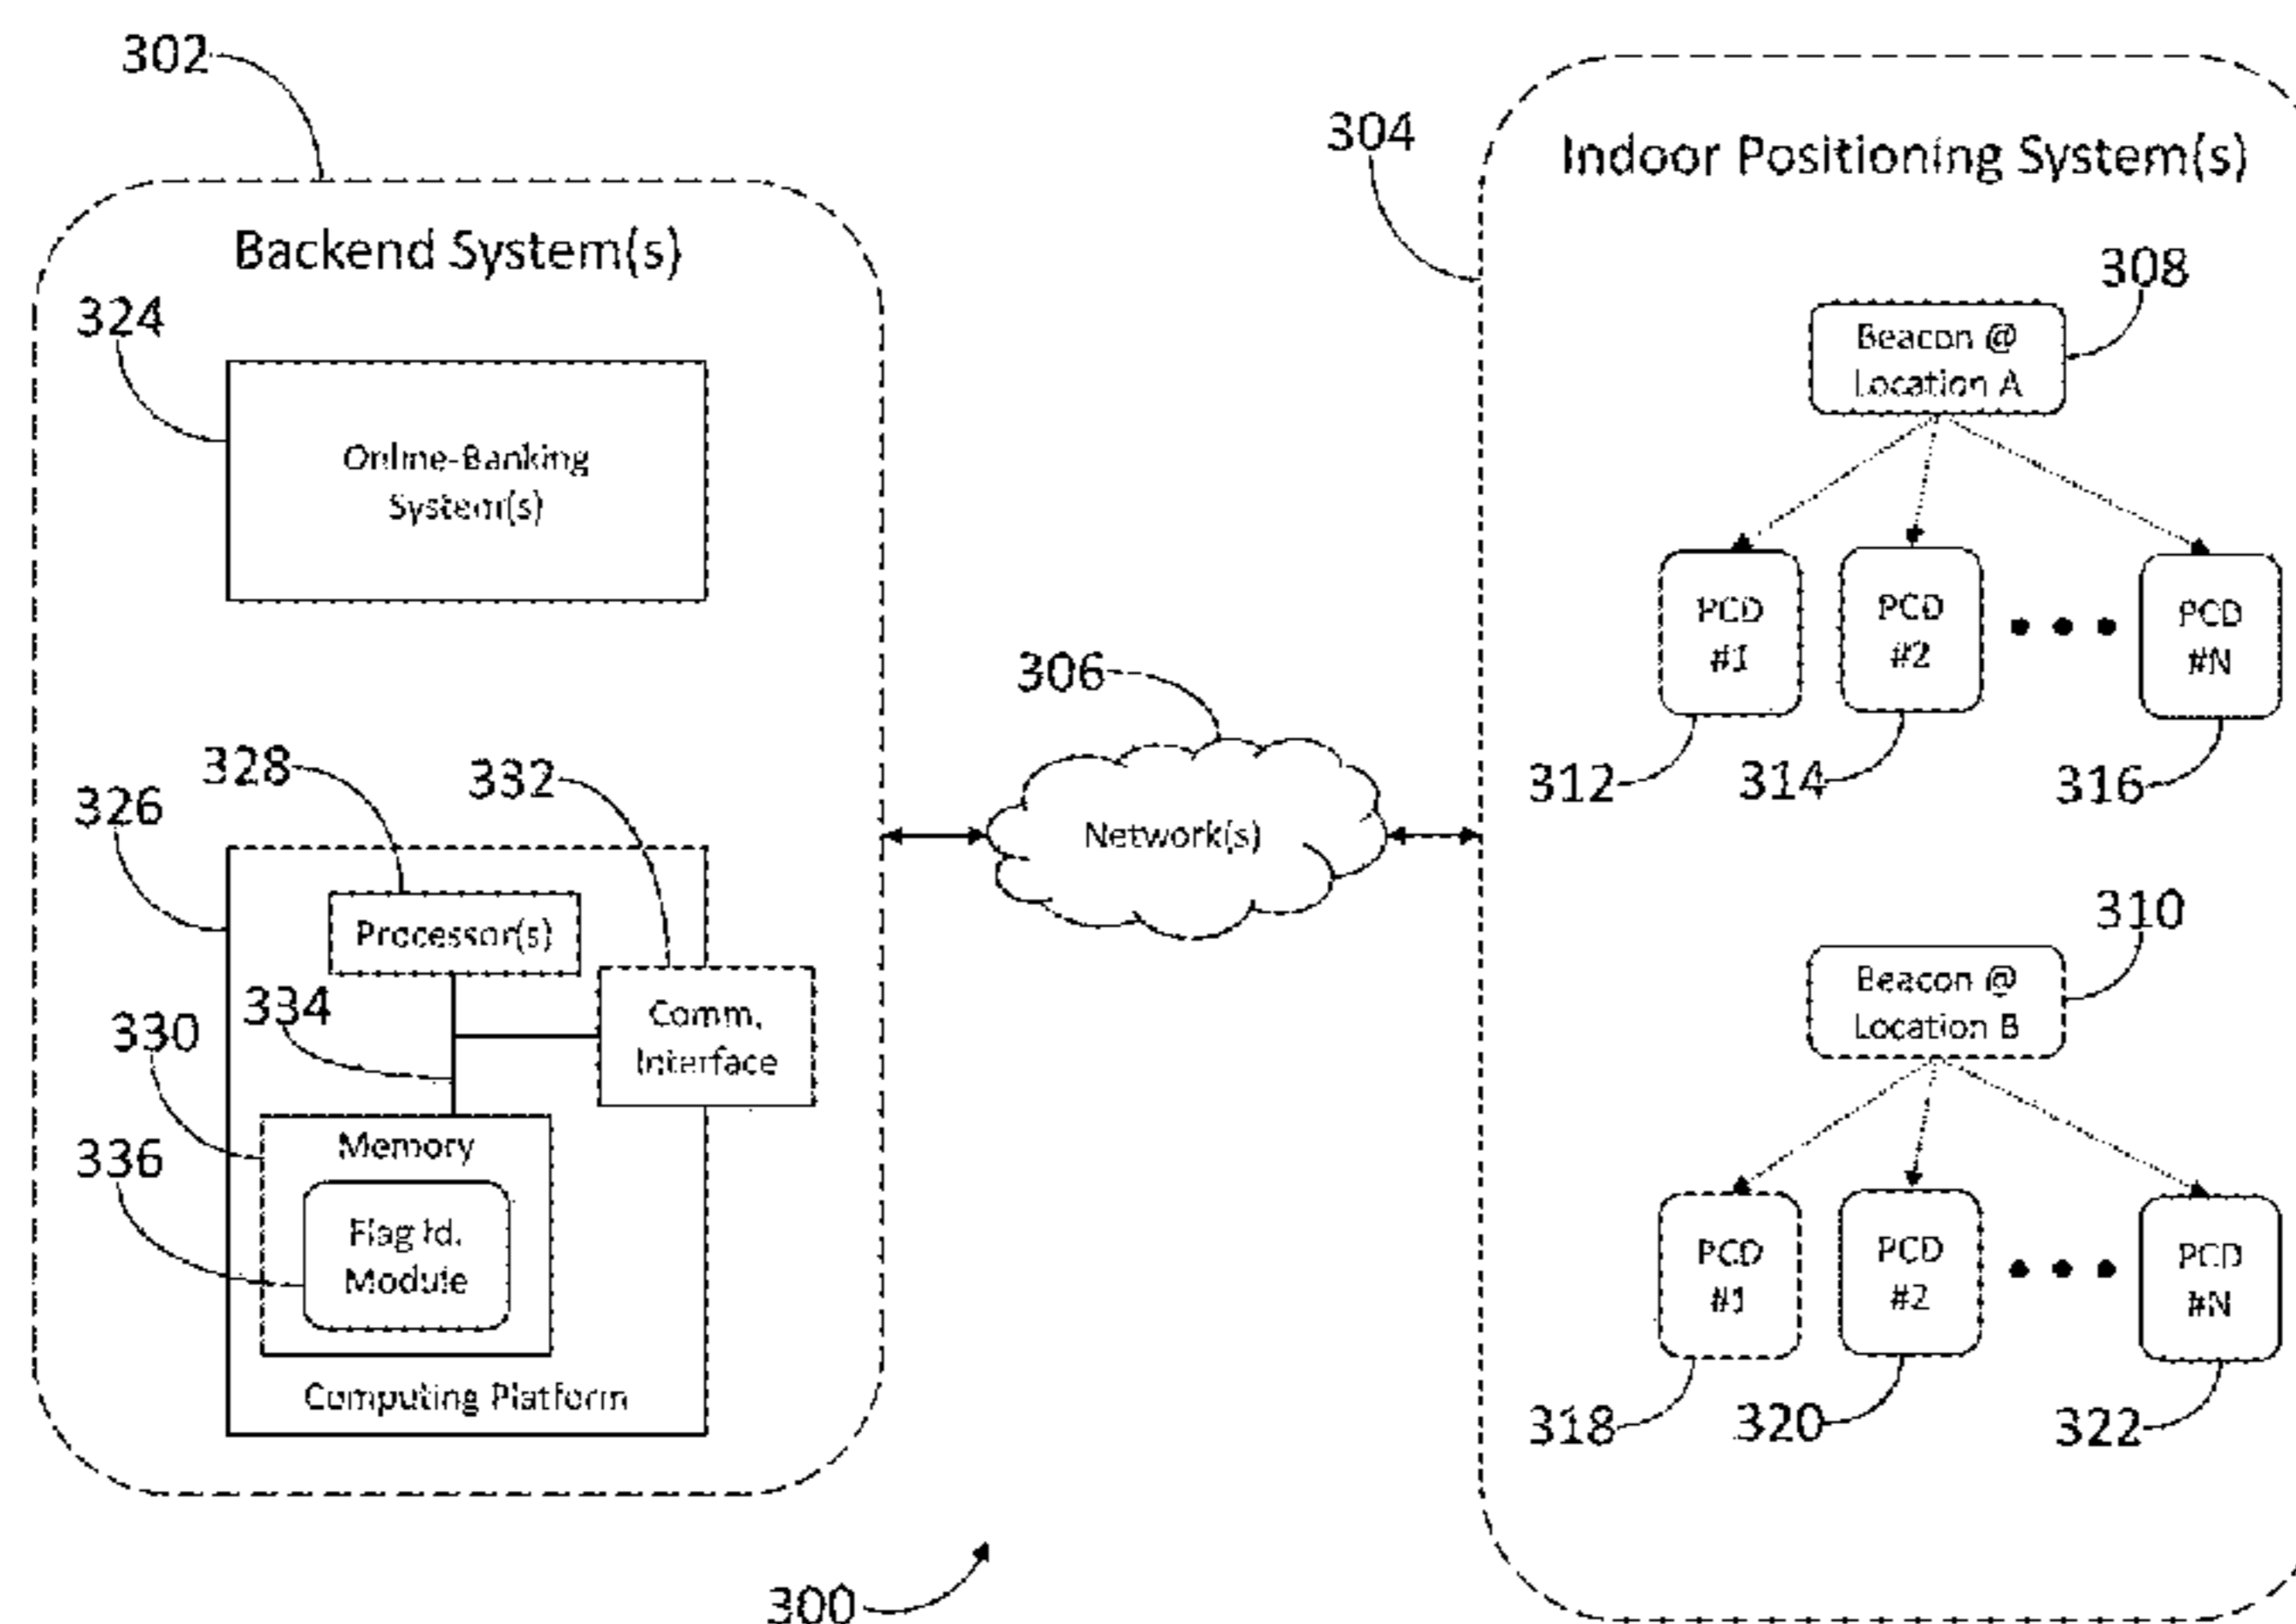 302
Backend System(s)
324
Online-Banking
System(s)
328
332
326
Processor(s)
334
Comm.
Interface
330
Memory
336
Flag Id.
Module
Computing Platform
306
Network(s)
300
304
Indoor Positioning System(s)
308
Beacon @
Location A
PCD
#1
PCD
#2
PCD
#N
312
314
316
310
Beacon @
Location B
PCD
#1
PCD
#2
PCD
#N
318
320
322